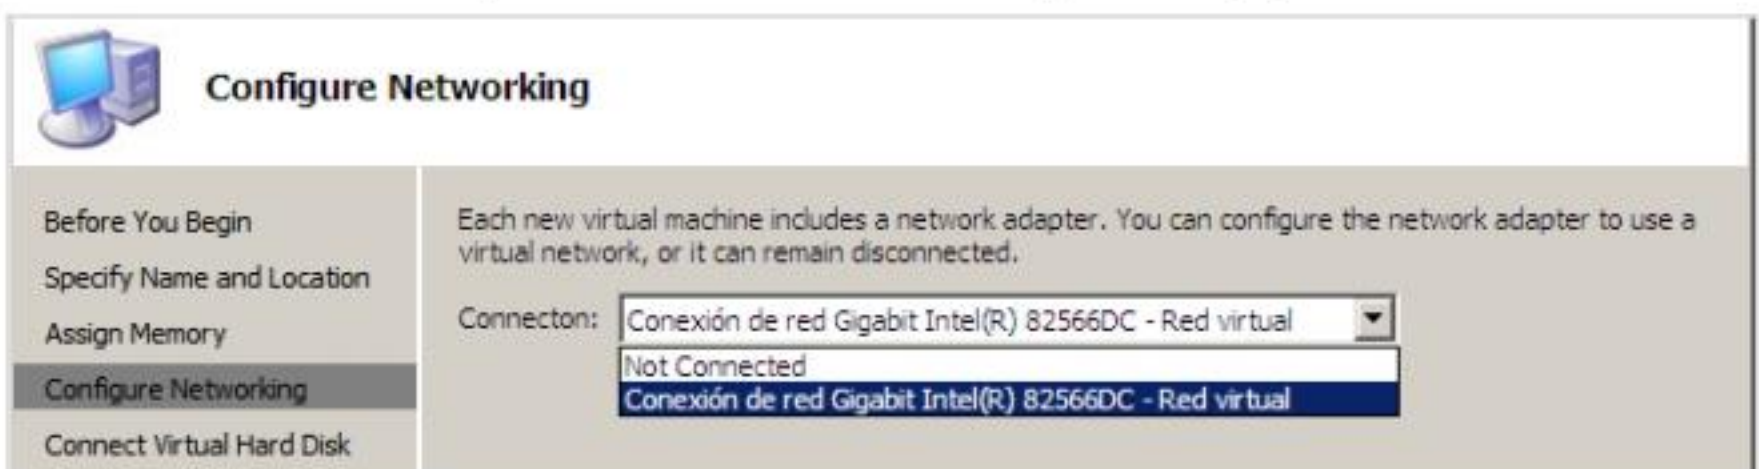 Configure Networking
Before You Begin
Specify Name and Location
Assign Memory
Configure Networking
Connect Virtual Hard Disk
Each new virtual machine includes a network adapter. You can configure the network adapter to use a
virtual network, or it can remain disconnected.
Connecton: Conexión de red Gigabit Intel(R) 82566DC - Red virtual
Not Connected
Conexión de red Gigabit Intel(R) 82566DC - Red virtual